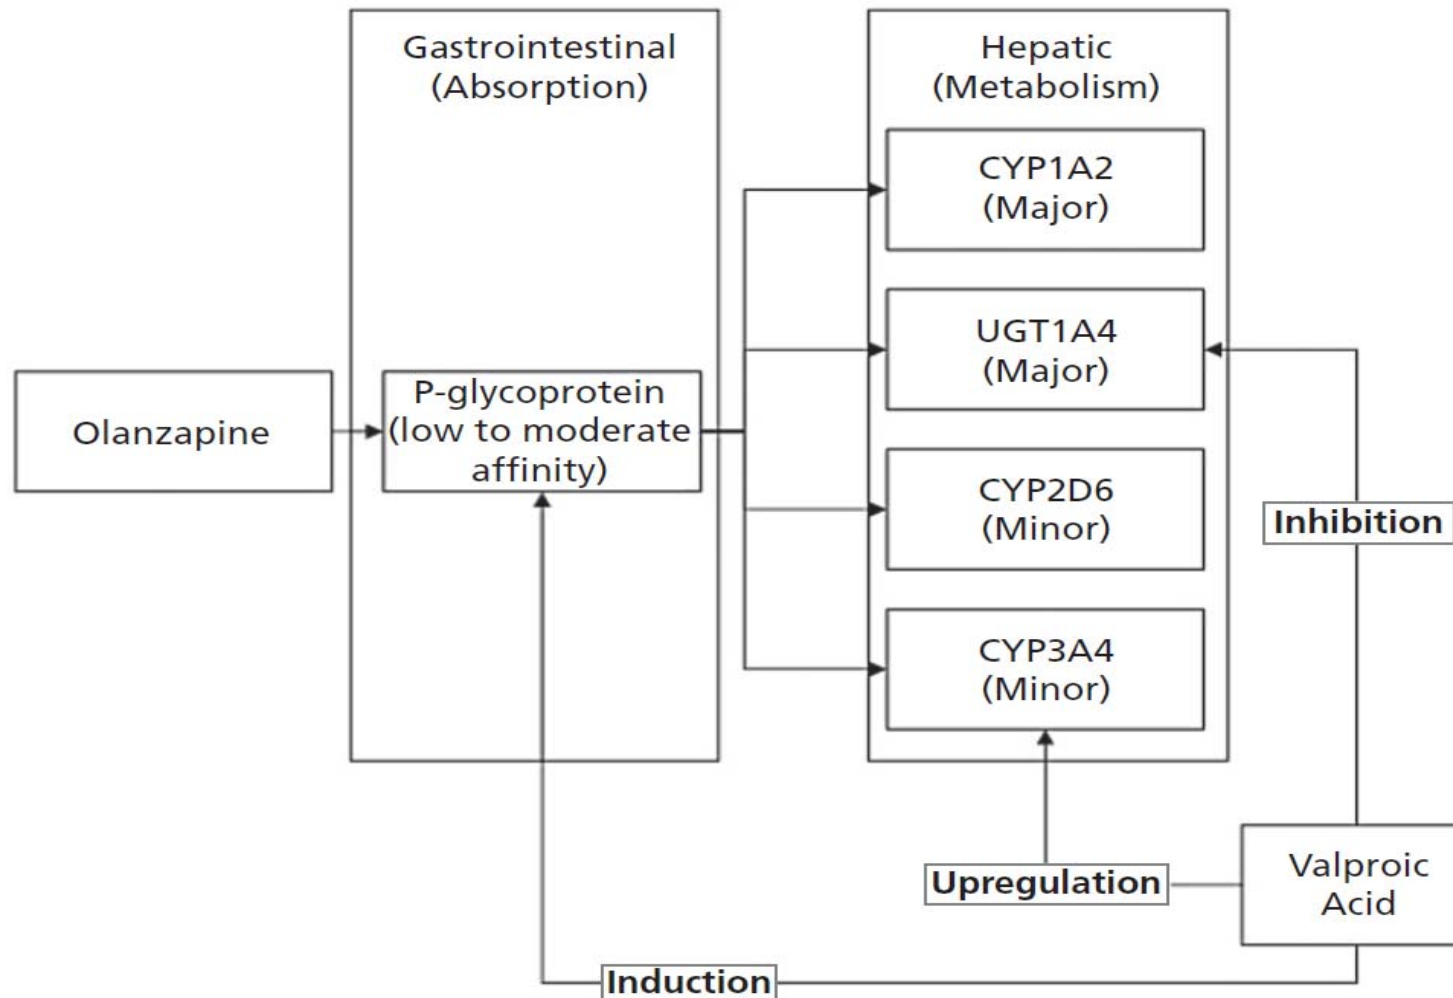 Gastrointestinal
(Absorption)
Hepatic
(Metabolism)
CYP1A2
(Major)
UGT1A4
(Major)
Olanzapine
P-glycoprotein
(low to moderate
affinity)
CYP2D6
(Minor)
Inhibition
CYP3A4
(Minor)
Upregulation
Valproic
Acid
Induction